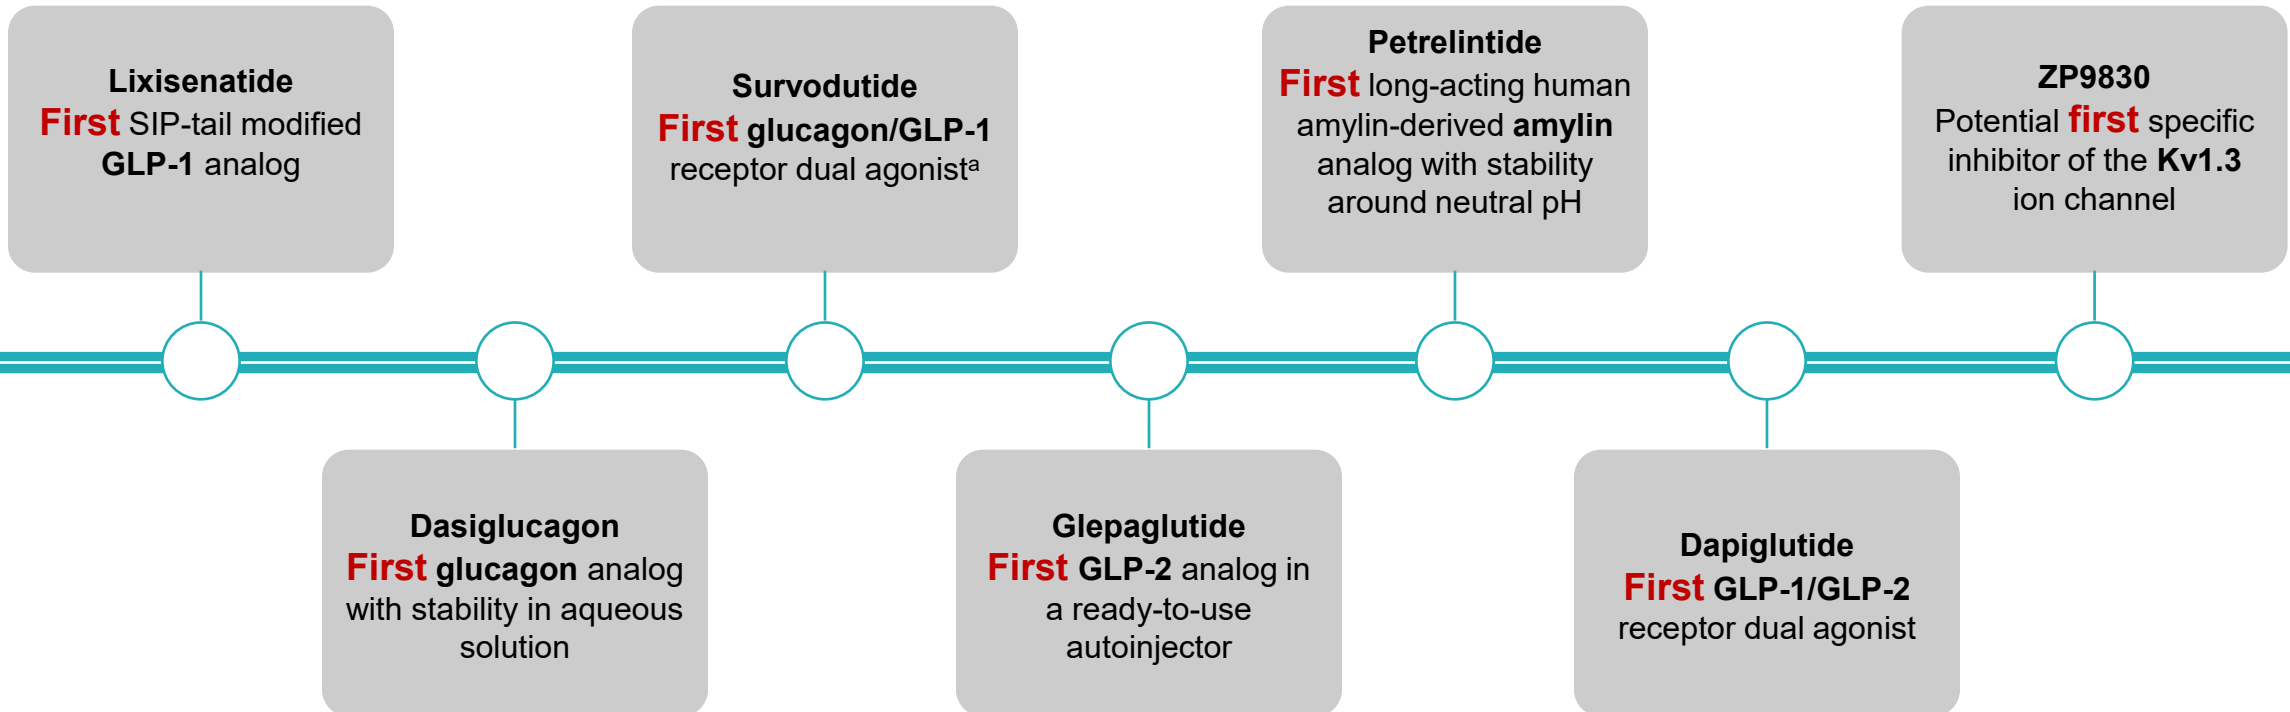 Lixisenatide
First SIP-tail modified
GLP-1 analog
Dasiglucagon
First glucagon analog
with stability in aqueous
solution
Survodutide
First glucagon/GLP-1
receptor dual agonistᵃ
Glepaglutide
First GLP-2 analog in
a ready-to-use
autoinjector
Petrelintide
First long-acting human
amylin-derived amylin
analog with stability
around neutral pH
Dapiglutide
First GLP-1/GLP-2
receptor dual agonist
ZP9830
Potential first specific
inhibitor of the Kv1.3
ion channel